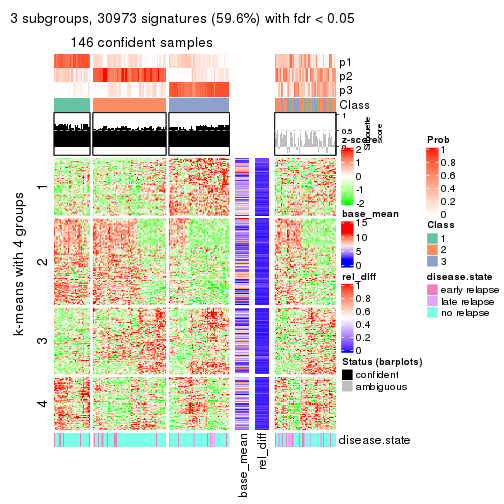 3 subgroups, 30973 signatures (59.6%) with fdr < 0.05
146 confident samples
p1
p2
p3
Class
1
0.5
0
Silhouette
score
k-means with 4 groups
1
2
3
4
base_mean
rel_diff
disease.state
z-score
2
1
0
-1
-2
base_mean
15
10
5
0
rel_diff
1
0.8
0.6
0.4
0.2
0
Status (barplots)
confident
ambiguous
Prob
1
0.8
0.6
0.4
0.2
0
Class
1
2
3
disease.state
early relapse
late relapse
no relapse